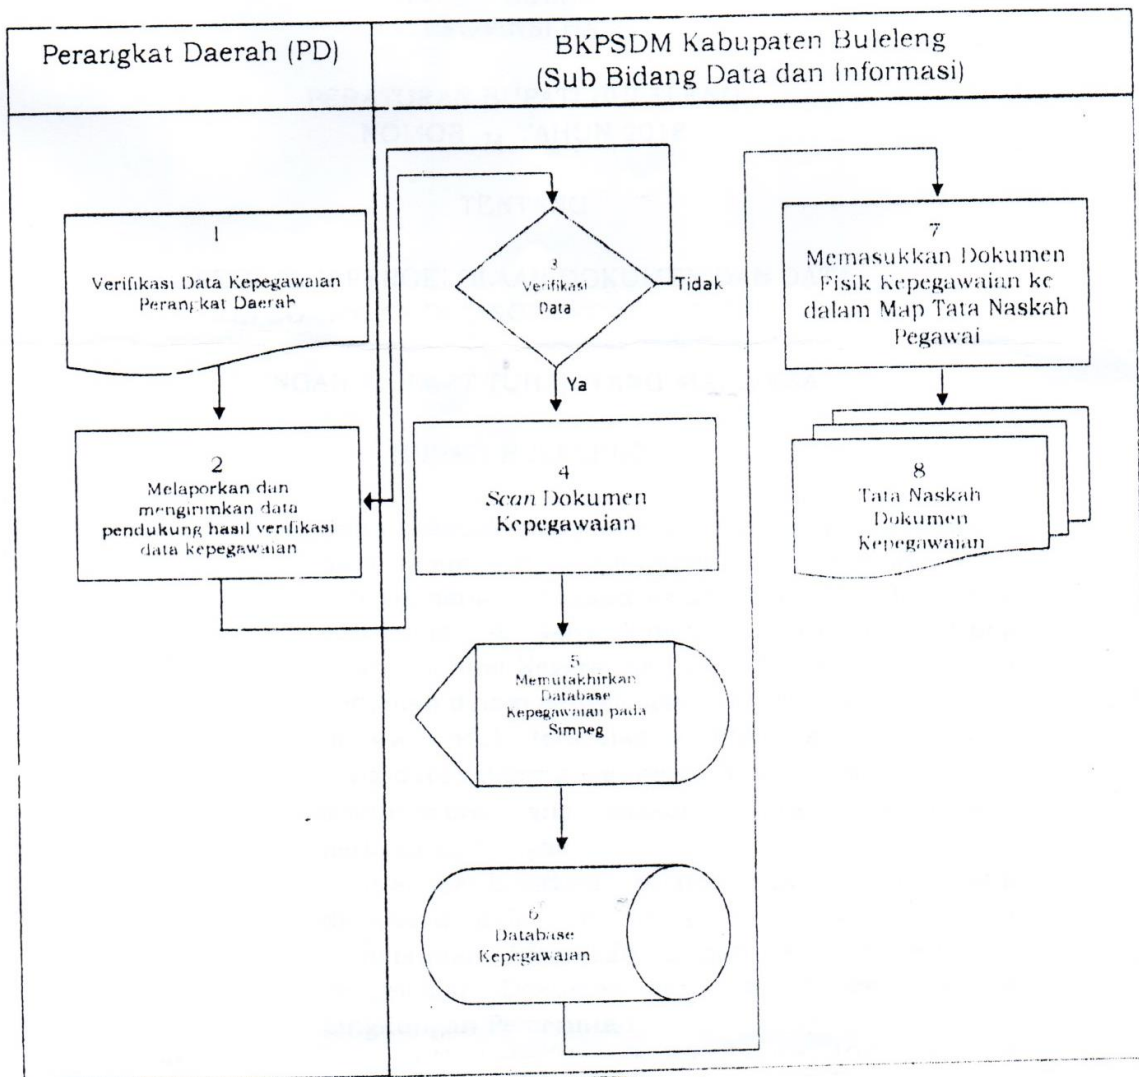 Perangkat Daerah (PD)
BKPSDM Kabupaten Buleleng
(Sub Bidang Data dan Informasi)
1
Verifikasi Data Kepegawaian
Perangkat Daerah
2
Melaporkan dan
mengirimkan data
pendukung hasil verifikasi
data kepegawaian
3
Verifikasi
Data
Tidak
Ya
4
Scan Dokumen
Kepegawaian
5
Memutakhirkan
Database
Kepegawaian pada
Simpeg
6
Database
Kepegawaian
7
Memasukkan Dokumen
Fisik Kepegawaian ke
dalam Map Tata Naskah
Pegawai
8
Tata Naskah
Dokumen
Kepegawaian